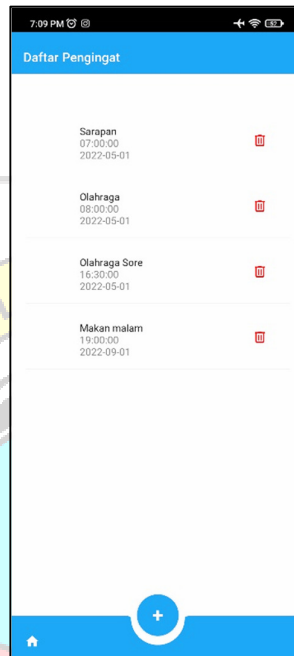 7:09 PM
57
Daftar Pengingat
Sarapan
07:00:00
2022-05-01
Olahraga
08:00:00
2022-05-01
Olahraga Sore
16:30:00
2022-05-01
Makan malam
19:00:00
2022-09-01